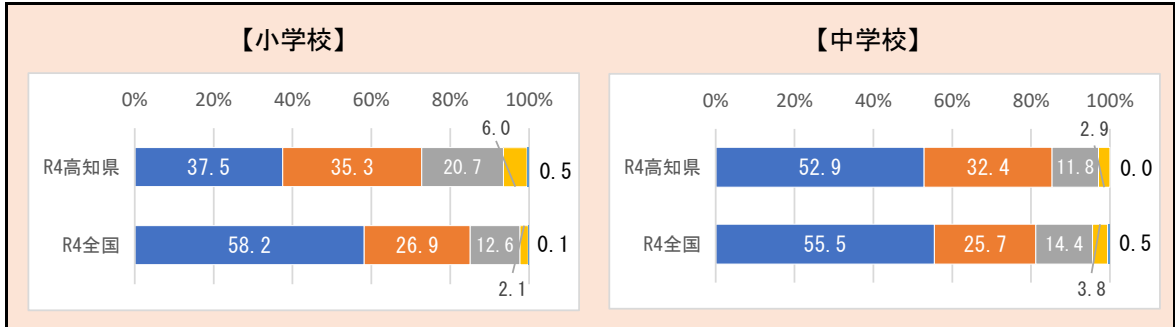 【小学校】
0% 20% 40% 60% 80% 100%
6.0
R4高知県 37.5 35.3 20.7 0.5
R4全国 58.2 26.9 12.6 0.1
2.1
【中学校】
0% 20% 40% 60% 80% 100%
2.9
R4高知県 52.9 32.4 11.8 0.0
R4全国 55.5 25.7 14.4 0.5
3.8